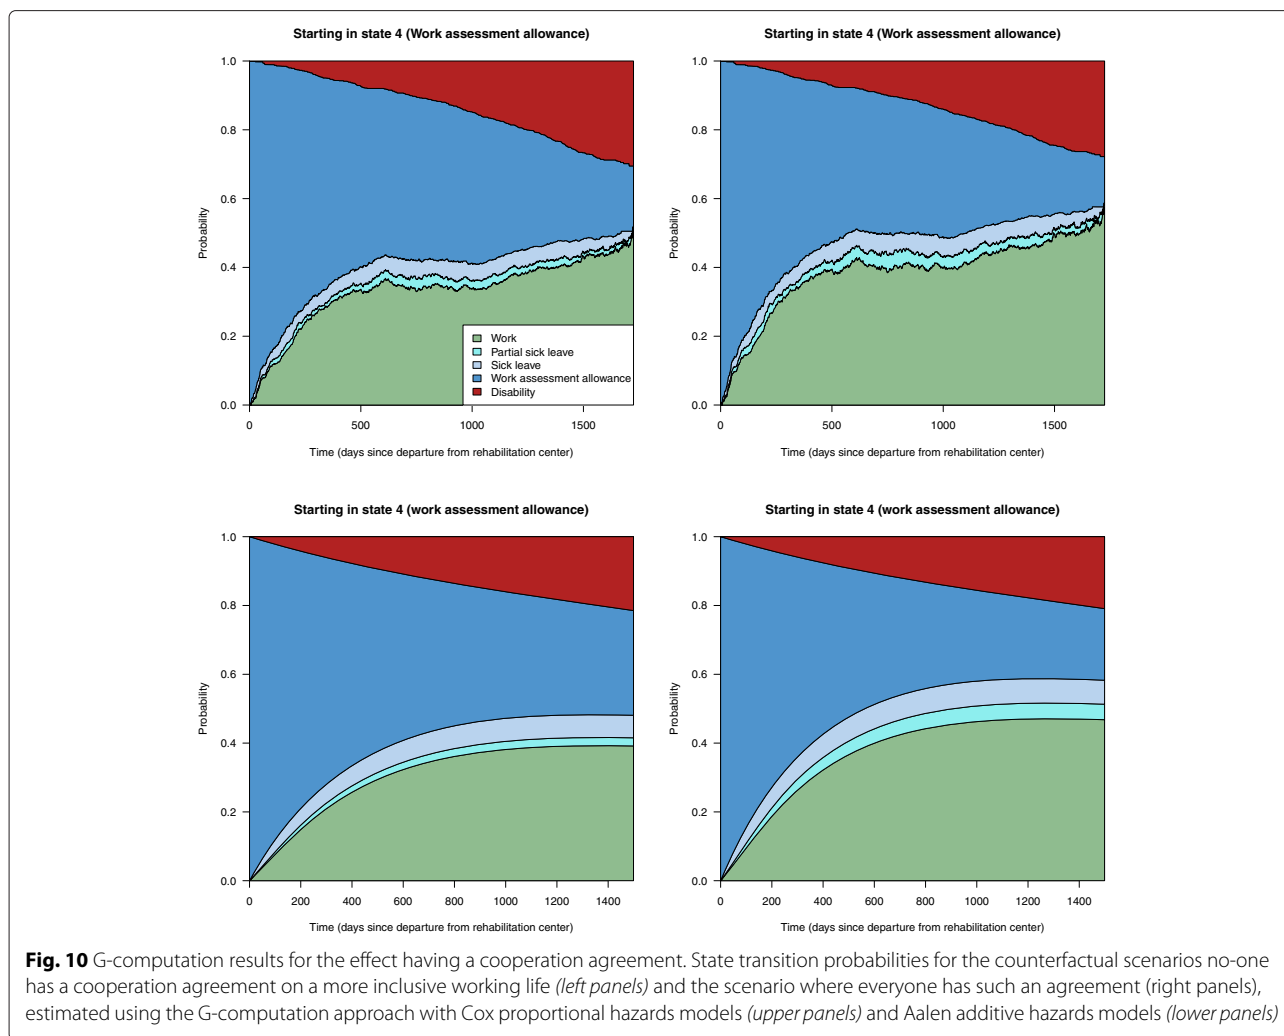 Starting in state 4 (Work assessment allowance)
1.0
0.8
0.6
0.4
0.2
0.0
Probability
Work
Partial sick leave
Sick leave
Work assessment allowance
Disability
0 500 1000 1500
Time (days since departure from rehabilitation center)
Starting in state 4 (Work assessment allowance)
1.0
0.8
0.6
0.4
0.2
0.0
Probability
0 500 1000 1500
Time (days since departure from rehabilitation center)
Starting in state 4 (work assessment allowance)
1.0
0.8
0.6
0.4
0.2
0.0
Probability
0 200 400 600 800 1000 1200 1400
Time (days since departure from rehabilitation center)
Starting in state 4 (work assessment allowance)
1.0
0.8
0.6
0.4
0.2
0.0
Probability
0 200 400 600 800 1000 1200 1400
Time (days since departure from rehabilitation center)
Fig. 10 G-computation results for the effect having a cooperation agreement. State transition probabilities for the counterfactual scenarios no-one
has a cooperation agreement on a more inclusive working life (left panels) and the scenario where everyone has such an agreement (right panels),
estimated using the G-computation approach with Cox proportional hazards models (upper panels) and Aalen additive hazards models (lower panels)